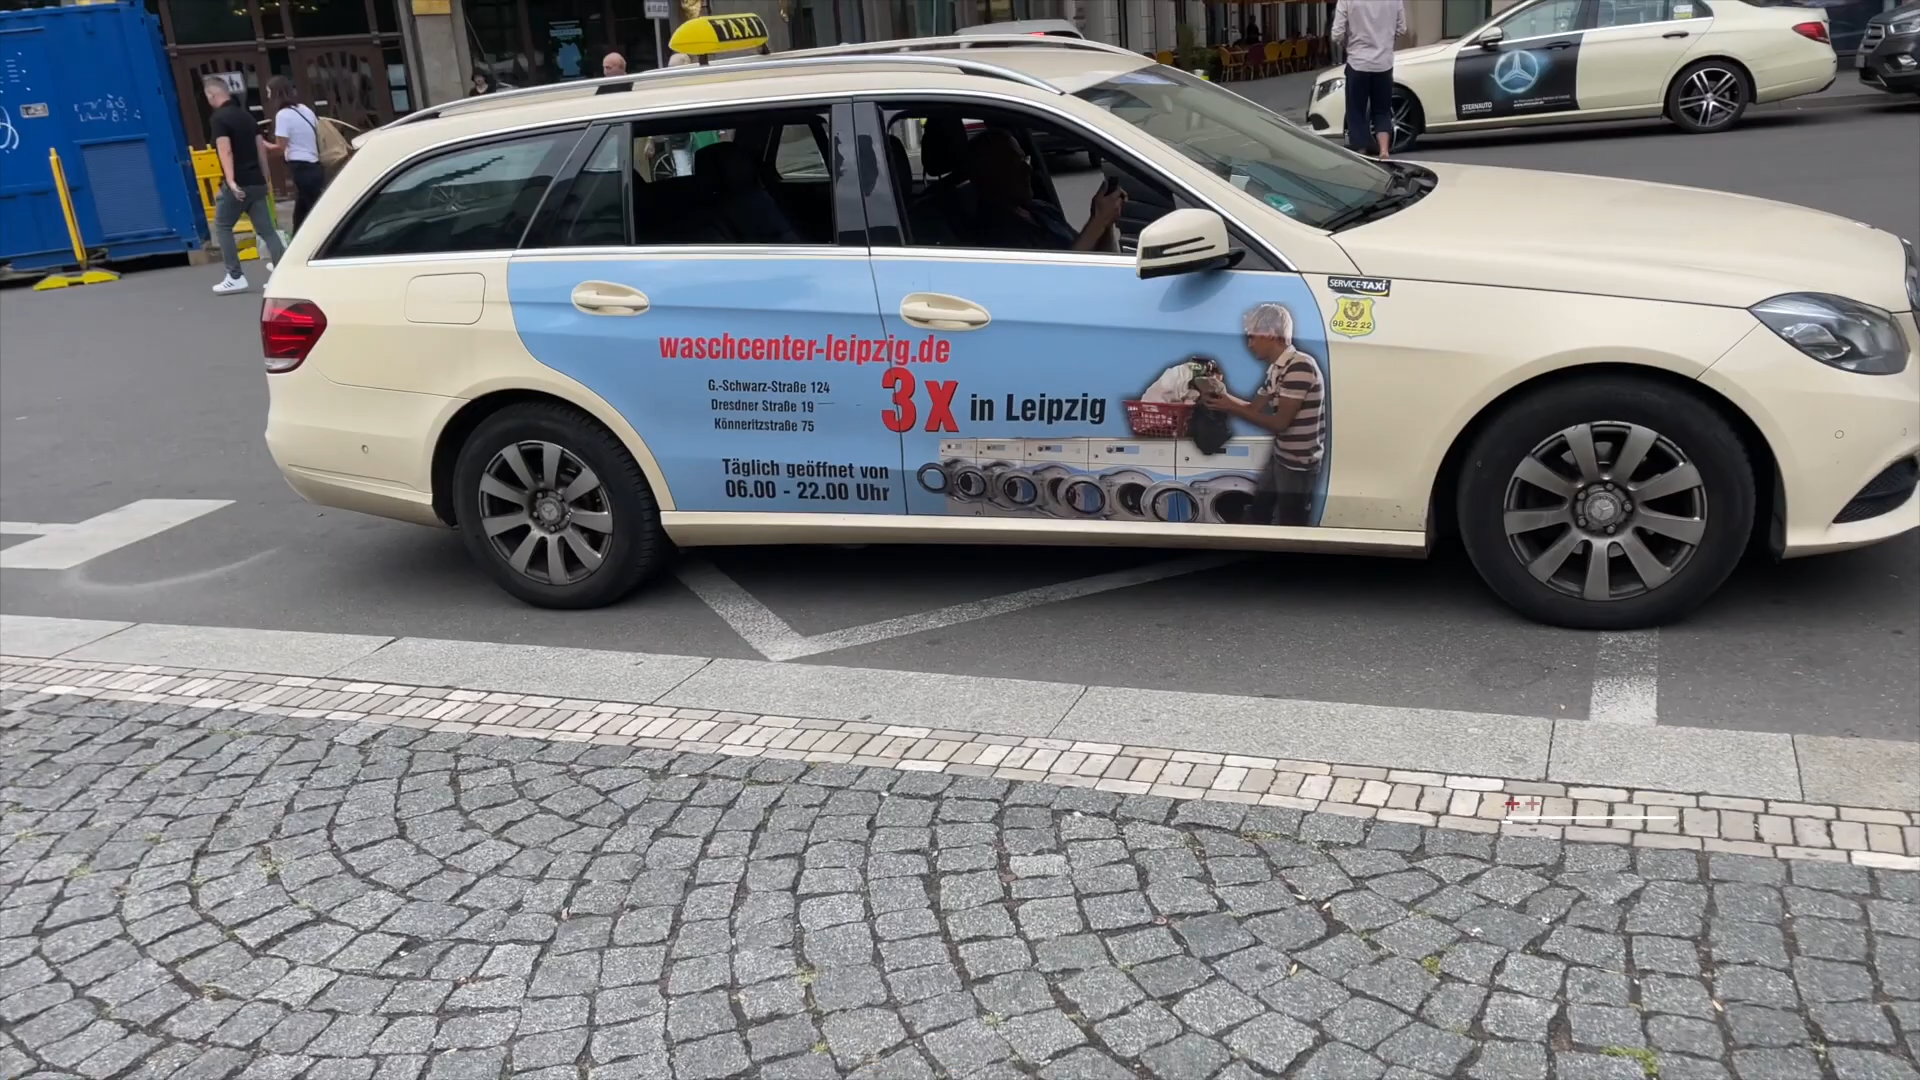 TAXI
STERNAUTO
SERVICE-TAXI
98 22 22
waschcenter-leipzig.de
G.-Schwarz-Straße 124
Dresdner Straße 19
Könneritzstraße 75
3x in Leipzig
Täglich geöffnet von
06.00 - 22.00 Uhr